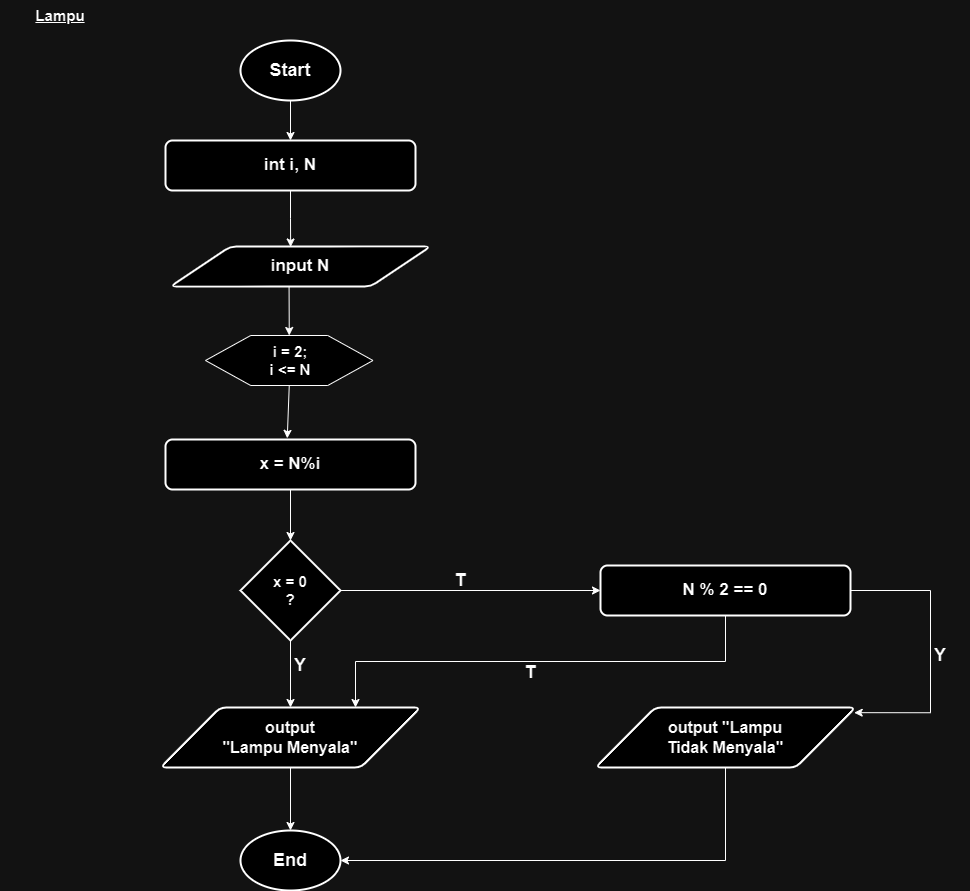 Lampu
Start
int i, N
input N
i = 2;
i <= N
x = N%i
x = 0
?
T
N % 2 == 0
Y
T
Y
output
"Lampu Menyala"
output "Lampu
Tidak Menyala"
End